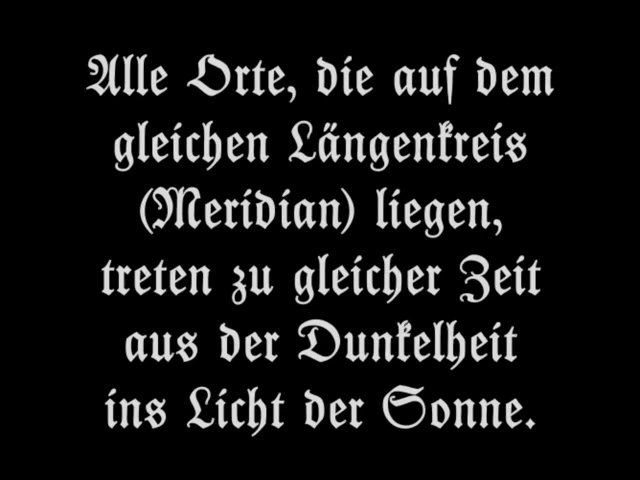 Alle Orte, die auf dem
gleichen Längenkreis
(Meridian) liegen,
treten zu gleicher Zeit
aus der Dunkelheit
ins Licht der Sonne.